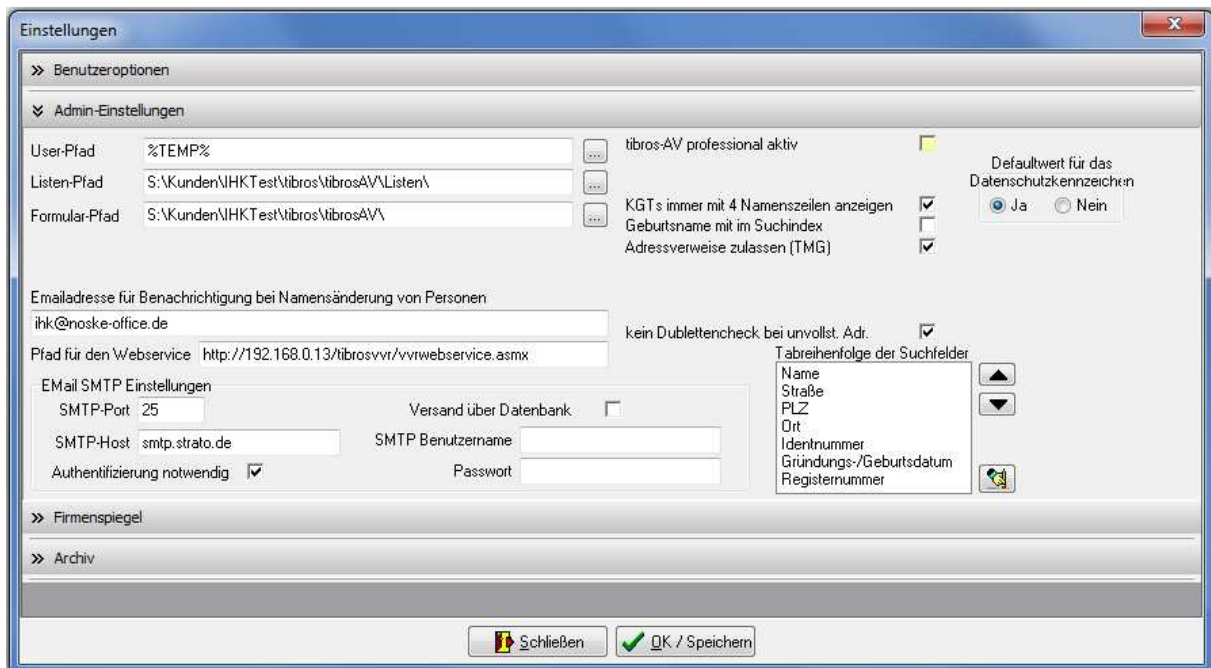 Einstellungen
Benutzeroptionen
Admin-Einstellungen
User-Pfad %TEMP% ...
Listen-Pfad S:\Kunden\IHKTest\tibros\tibrosAV\Listen\ ...
Formular-Pfad S:\Kunden\IHKTest\tibros\tibrosAV\ ...
tibros-AV professional aktiv
KGTs immer mit 4 Namenszeilen anzeigen
Geburtsname mit im Suchindex
Adressverweise zulassen (TMG)
Defaultwert für das
Datenschutzkennzeichen
Ja Nein
Emailadresse für Benachrichtigung bei Namensänderung von Personen
ihk@noske-office.de
kein Dublettencheck bei unvollst. Adr.
Pfad für den Webservice http://192.168.0.13/tibrosvvr/vvrwebservice.asmx
EMail SMTP Einstellungen
SMTP-Port 25
Versand über Datenbank
SMTP-Host smtp.strato.de
SMTP Benutzername
Authentifizierung notwendig
Passwort
Tabreihenfolge der Suchfelder
Name
Straße
PLZ
Ort
Identnummer
Gründungs-/Geburtsdatum
Registernummer
Firmenspiegel
Archiv
Schließen
OK / Speichern